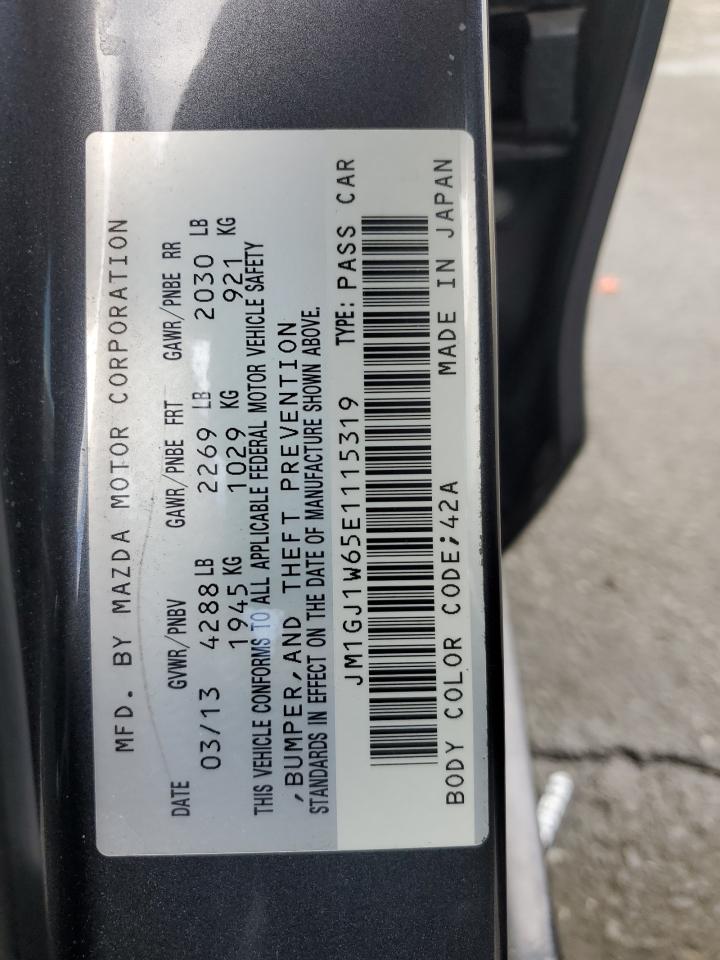 MFD. BY MAZDA MOTOR CORPORATION
DATE GVWR/PNBV GAWR/PNBE FRT GAWR/PNBE RR
03/13 4288 LB 2269 LB 2030 LB
1945 KG 1029 KG 921 KG
THIS VEHICLE CONFORMS TO ALL APPLICABLE FEDERAL MOTOR VEHICLE SAFETY
,BUMPER,AND THEFT PREVENTION
STANDARDS IN EFFECT ON THE DATE OF MANUFACTURE SHOWN ABOVE.
JM1GJ1W65E1115319 TYPE: PASS CAR
BODY COLOR CODE;42A MADE IN JAPAN